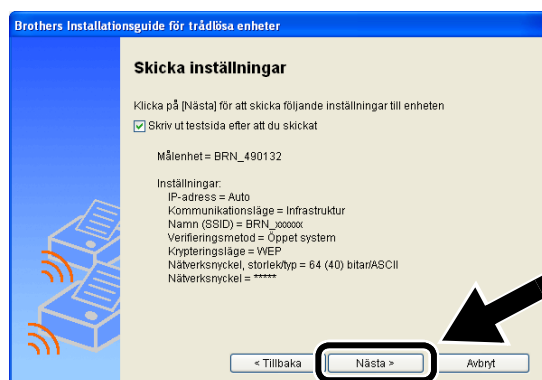 Brothers Installationsguide för trådlösa enheter
Skicka inställningar
Klicka på [Nästa] för att skicka följande inställningar till enheten
Skriv ut testsida efter att du skickat
Målenhet = BRN_490132
Inställningar:
IP-adress = Auto
Kommunikationsläge = Infrastruktur
Namn (SSID) = BRN_xxxxxx
Verifieringsmetod = Öppet system
Krypteringsläge = WEP
Nätverksnyckel, storlek/typ = 64 (40) bitar/ASCII
Nätverksnyckel = *****
< Tillbaka Nästa > Avbryt